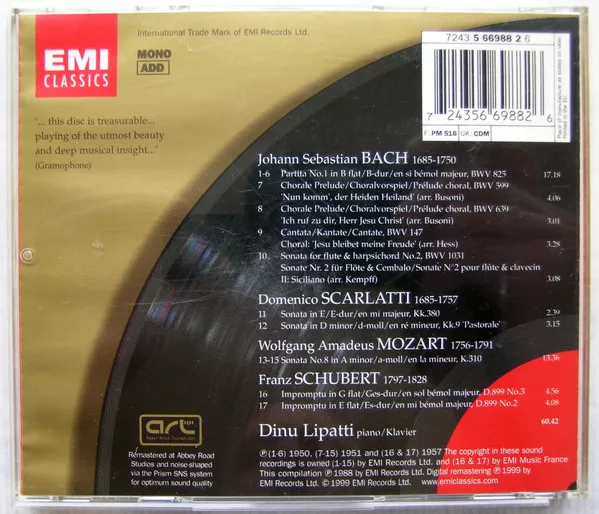 International Trade Mark of EMI Records Ltd.
EMI
CLASSICS
MONO
ADD
7243 5 66988 2 6
7 24356 69882 6
F: PM 516 UK: CDM
Printed in the EU
'... this disc is treasurable...
playing of the utmost beauty
and deep musical insight...'
(Gramophone)
Johann Sebastian BACH 1685-1750
1-6 Partita No.1 in B flat/B-dur/en si bémol majeur, BWV 825 17.18
7 Chorale Prelude/Choralvorspiel/Prélude choral, BWV 599
'Nun komm', der Heiden Heiland' (arr. Busoni) 4.06
8 Chorale Prelude/Choralvorspiel/Prélude choral, BWV 639
'Ich ruf zu dir, Herr Jesu Christ' (arr. Busoni) 3.01
9 Cantata/Kantate/Cantate, BWV 147
Choral: 'Jesu bleibet meine Freude' (arr. Hess) 3.28
10 Sonata for flute & harpsichord No.2, BWV 1031
Sonate Nr. 2 für Flöte & Cembalo/Sonate N°2 pour flûte & clavecin
II: Siciliano (arr. Kempff) 3.08
Domenico SCARLATTI 1685-1757
11 Sonata in E/E-dur/en mi majeur, Kk.380 2.39
12 Sonata in D minor/d-moll/en ré mineur, Kk.9 'Pastorale' 3.15
Wolfgang Amadeus MOZART 1756-1791
13-15 Sonata No.8 in A minor/a-moll/en la mineur, K.310 13.36
Franz SCHUBERT 1797-1828
16 Impromptu in G flat/Ges-dur/en sol bémol majeur, D.899 No.3 4.56
17 Impromptu in E flat/Es-dur/en mi bémol majeur, D.899 No.2 4.08
60.42
Dinu Lipatti piano/Klavier
art
Abbey Road Technology
Remastered at Abbey Road
Studios and noise-shaped
via the Prism SNS system
for optimum sound quality
℗ (1-6) 1950, (7-15) 1951 and (16 & 17) 1957 The copyright in these sound
recordings is owned (1-15) by EMI Records Ltd. and (16 & 17) by EMI Music France
This compilation ℗ 1988 by EMI Records Ltd. Digital remastering ℗ 1999 by
EMI Records Ltd. © 1999 EMI Records Ltd. www.emiclassics.com